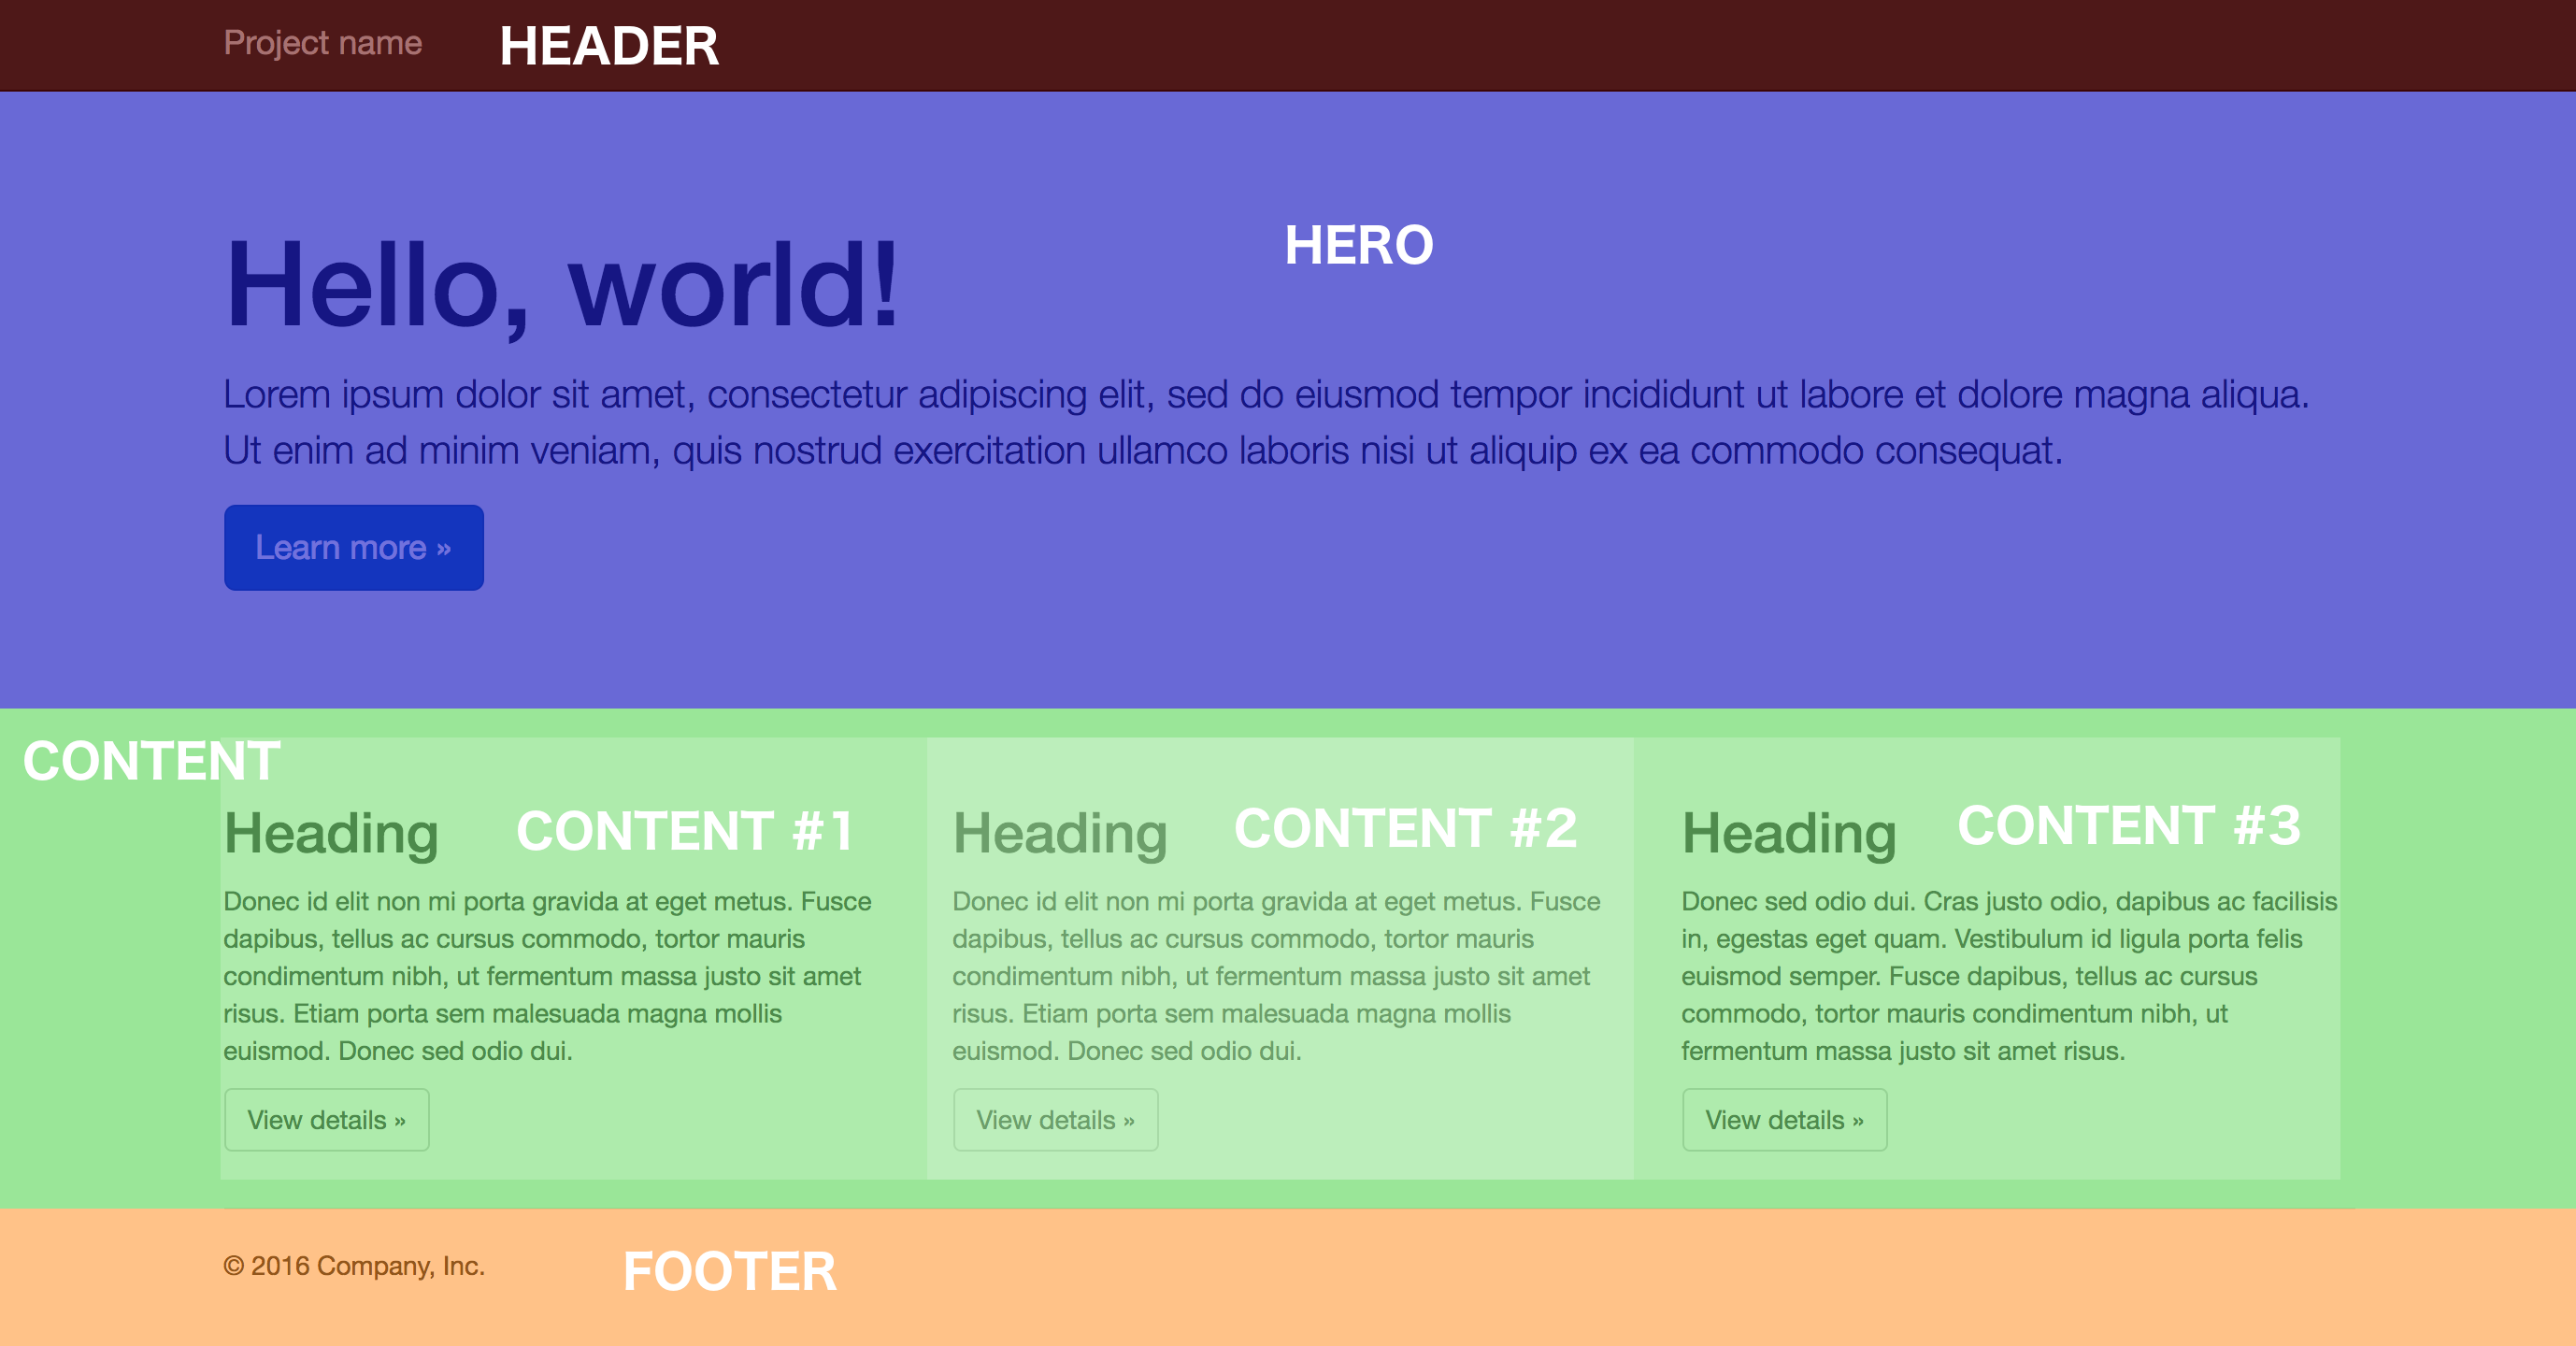 Project name
HEADER
HERO
Hello, world!
Lorem ipsum dolor sit amet, consectetur adipiscing elit, sed do eiusmod tempor incididunt ut labore et dolore magna aliqua.
Ut enim ad minim veniam, quis nostrud exercitation ullamco laboris nisi ut aliquip ex ea commodo consequat.
Learn more »
CONTENT
Heading
CONTENT #1
Donec id elit non mi porta gravida at eget metus. Fusce
dapibus, tellus ac cursus commodo, tortor mauris
condimentum nibh, ut fermentum massa justo sit amet
risus. Etiam porta sem malesuada magna mollis
euismod. Donec sed odio dui.
View details »
Heading
CONTENT #2
Donec id elit non mi porta gravida at eget metus. Fusce
dapibus, tellus ac cursus commodo, tortor mauris
condimentum nibh, ut fermentum massa justo sit amet
risus. Etiam porta sem malesuada magna mollis
euismod. Donec sed odio dui.
View details »
Heading
CONTENT #3
Donec sed odio dui. Cras justo odio, dapibus ac facilisis
in, egestas eget quam. Vestibulum id ligula porta felis
euismod semper. Fusce dapibus, tellus ac cursus
commodo, tortor mauris condimentum nibh, ut
fermentum massa justo sit amet risus.
View details »
© 2016 Company, Inc.
FOOTER